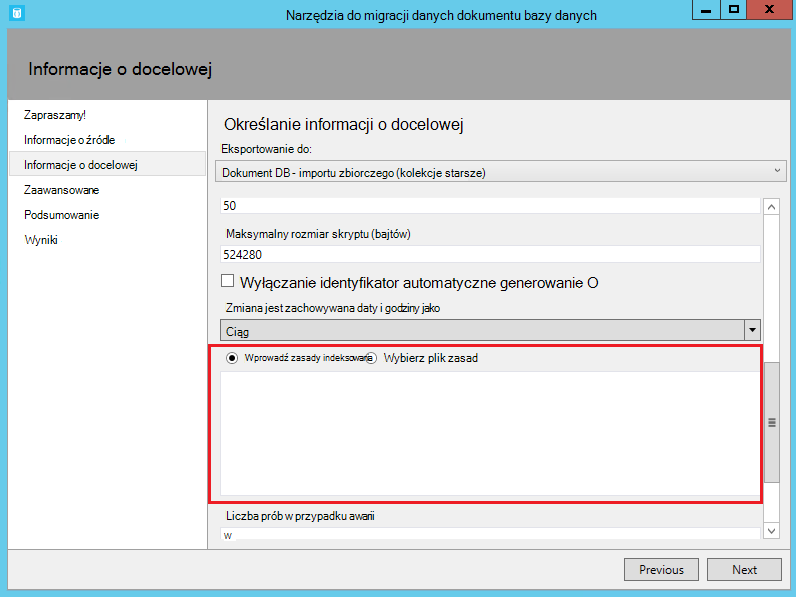 Narzędzia do migracji danych dokumentu bazy danych
Informacje o docelowej
Zapraszamy!
Informacje o źródle
Informacje o docelowej
Zaawansowane
Podsumowanie
Wyniki
Określanie informacji o docelowej
Eksportowanie do:
Dokument DB - importu zbiorczego (kolekcje starsze)
50
Maksymalny rozmiar skryptu (bajtów)
524280
Wyłączanie identyfikator automatyczne generowanie O
Zmiana jest zachowywana daty i godziny jako
Ciąg
Wprowadź zasady indeksowania Wybierz plik zasad
Liczba prób w przypadku awarii
w
Previous Next